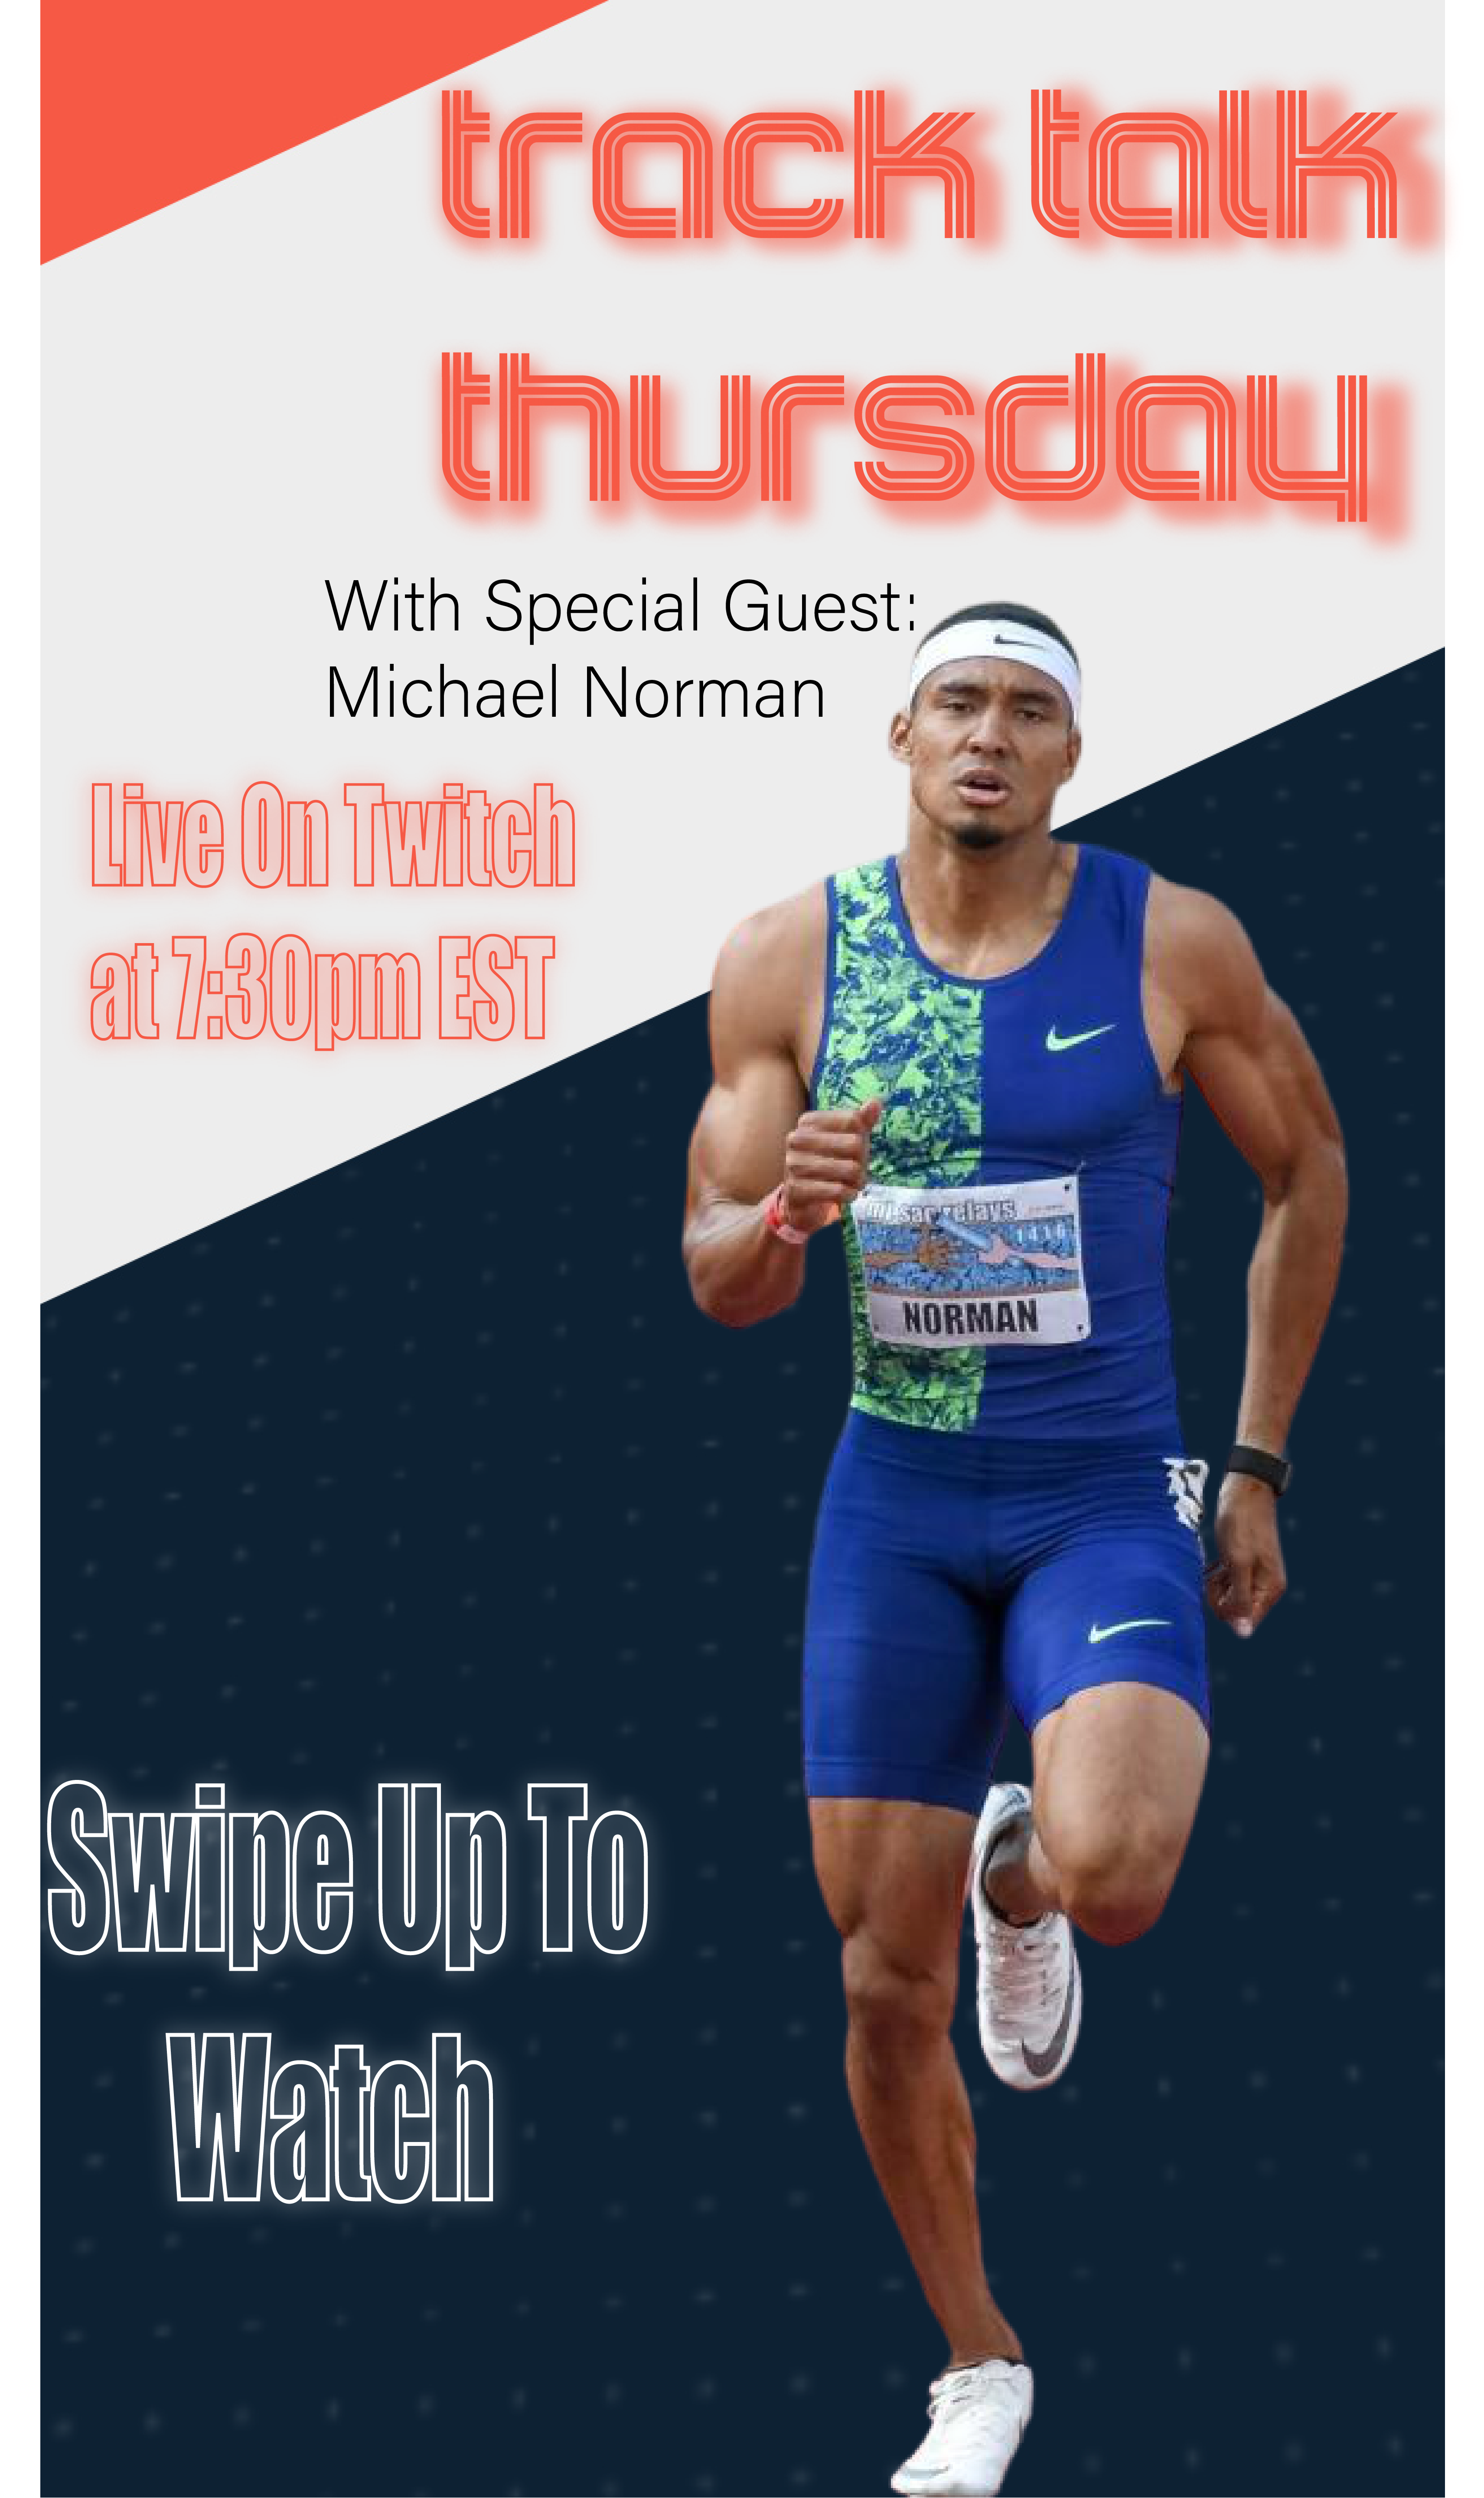 track talk
thursday
With Special Guest:
Michael Norman
Live On Twitch
at 7:30pm EST
relays
NORMAN
Swipe Up To
Watch